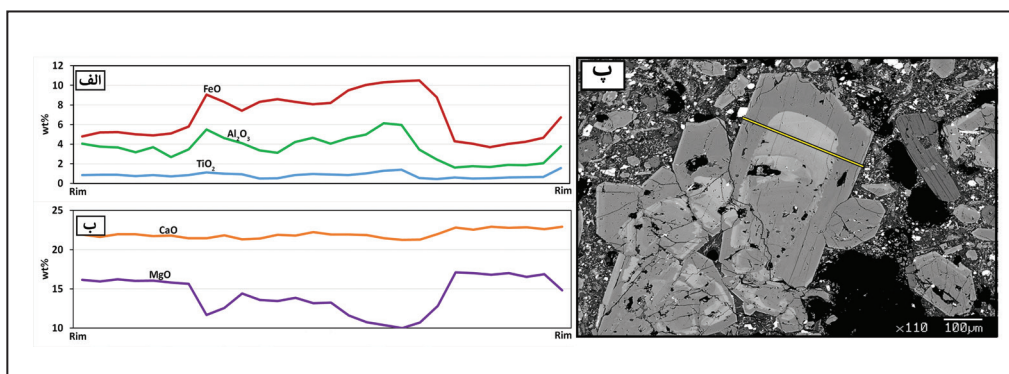 الف
wt%
12
10
8
6
4
2
0
FeO
Al2O3
TiO2
Rim
Rim
ب
wt%
25
20
15
10
CaO
MgO
Rim
Rim
پ
×110 100μm